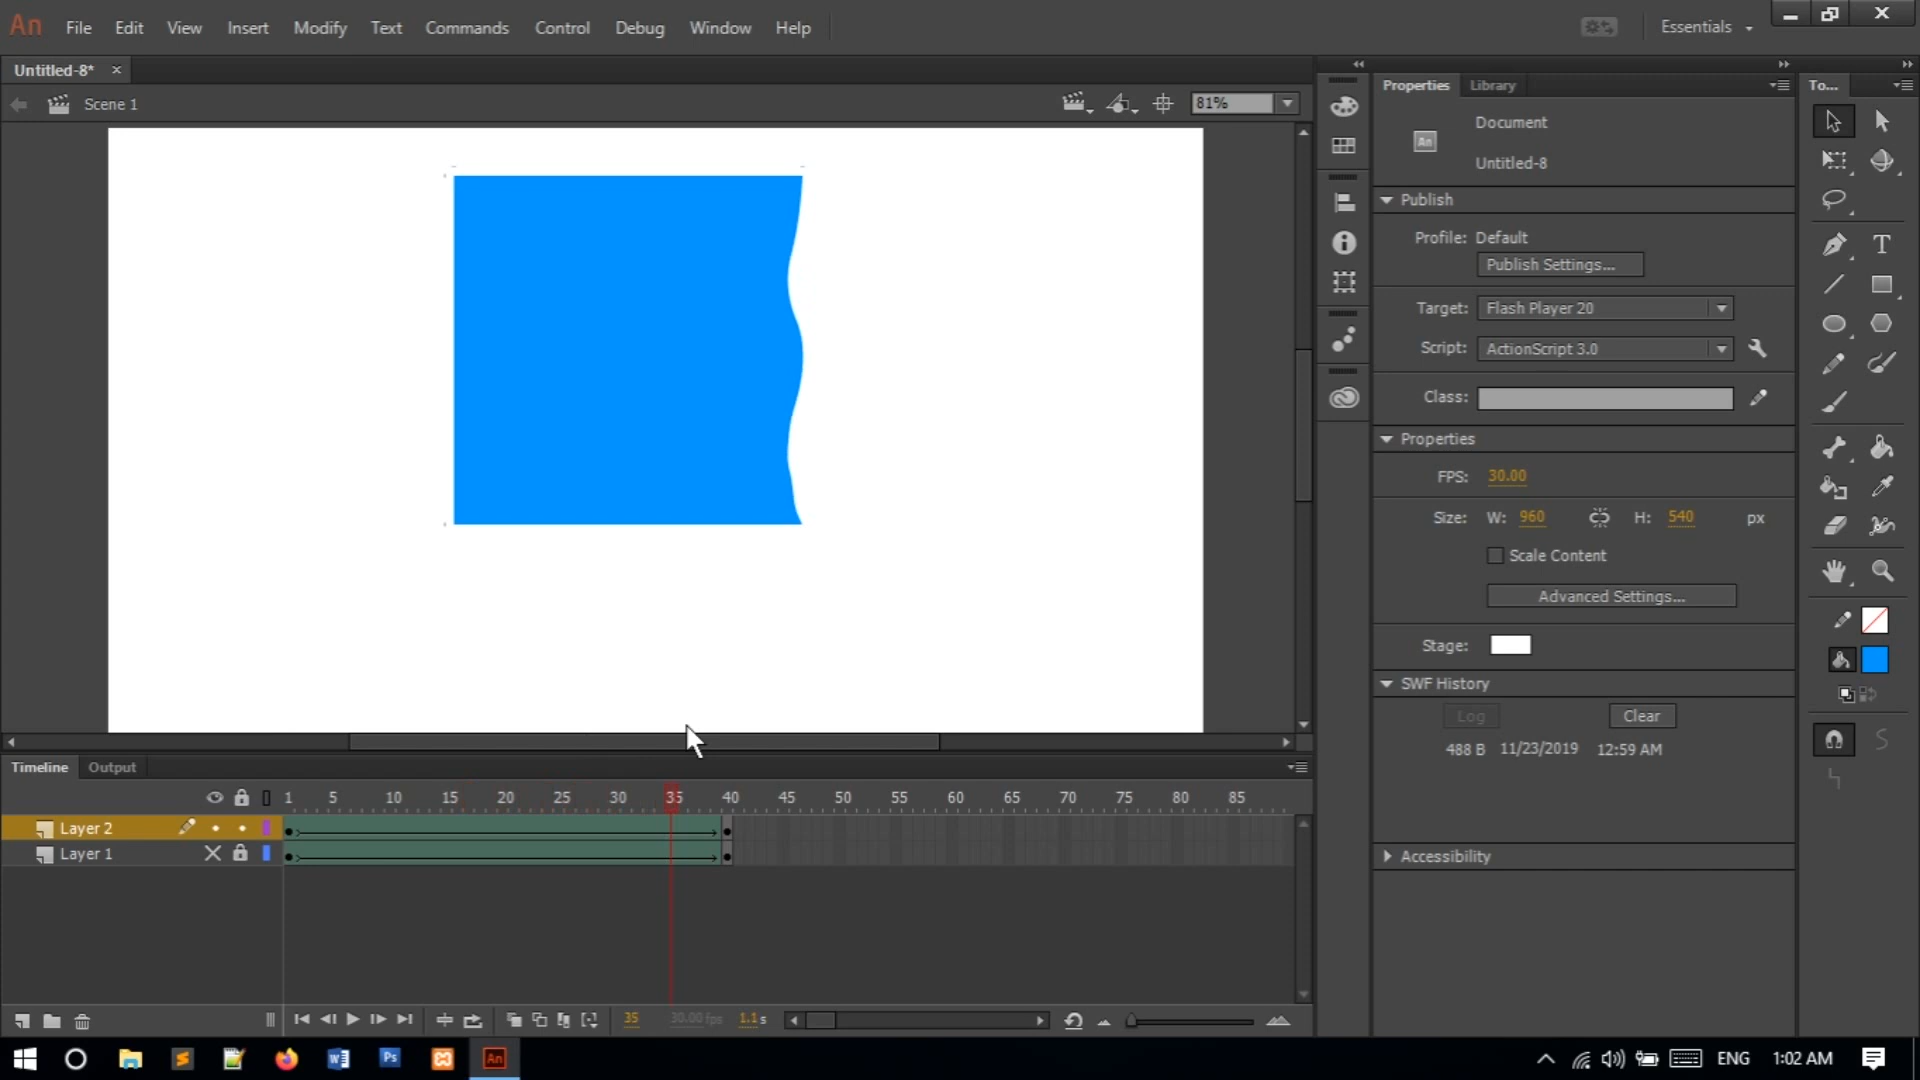 An File Edit View Insert Modify Text Commands Control Debug Window Help Essentials
Untitled-8*
Scene 1 81%
Properties Library To...
Document
An Untitled-8
Publish
Profile: Default
Publish Settings...
Target: Flash Player 20
Script: ActionScript 3.0
Class:
Properties
FPS: 30.00
Size: W: 960 H: 540 px
Scale Content
Advanced Settings...
Stage:
SWF History
Log Clear
488 B 11/23/2019 12:59 AM
Accessibility
Timeline Output
1 5 10 15 20 25 30 35 40 45 50 55 60 65 70 75 80 85
Layer 2
Layer 1
35 30.00 fps 1.1 s
Ps An ENG 1:02 AM